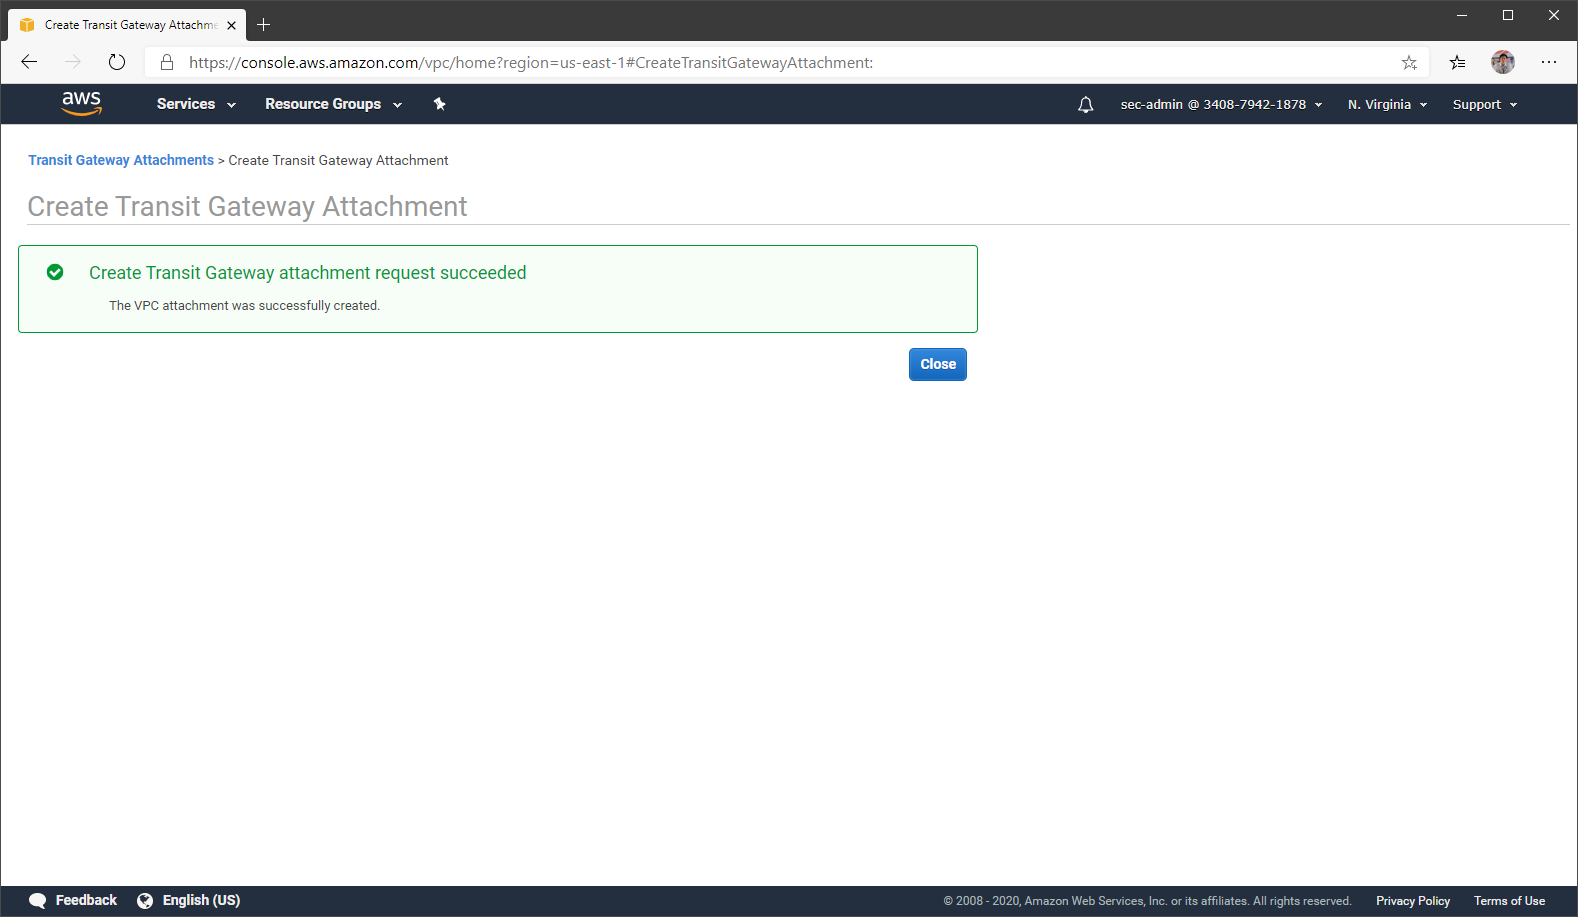 Create Transit Gateway Attachme
https://console.aws.amazon.com/vpc/home?region=us-east-1#CreateTransitGatewayAttachment:
aws Services Resource Groups sec-admin @ 3408-7942-1878 N. Virginia Support
Transit Gateway Attachments > Create Transit Gateway Attachment
Create Transit Gateway Attachment
Create Transit Gateway attachment request succeeded
The VPC attachment was successfully created.
Close
Feedback English (US) © 2008 - 2020, Amazon Web Services, Inc. or its affiliates. All rights reserved. Privacy Policy Terms of Use